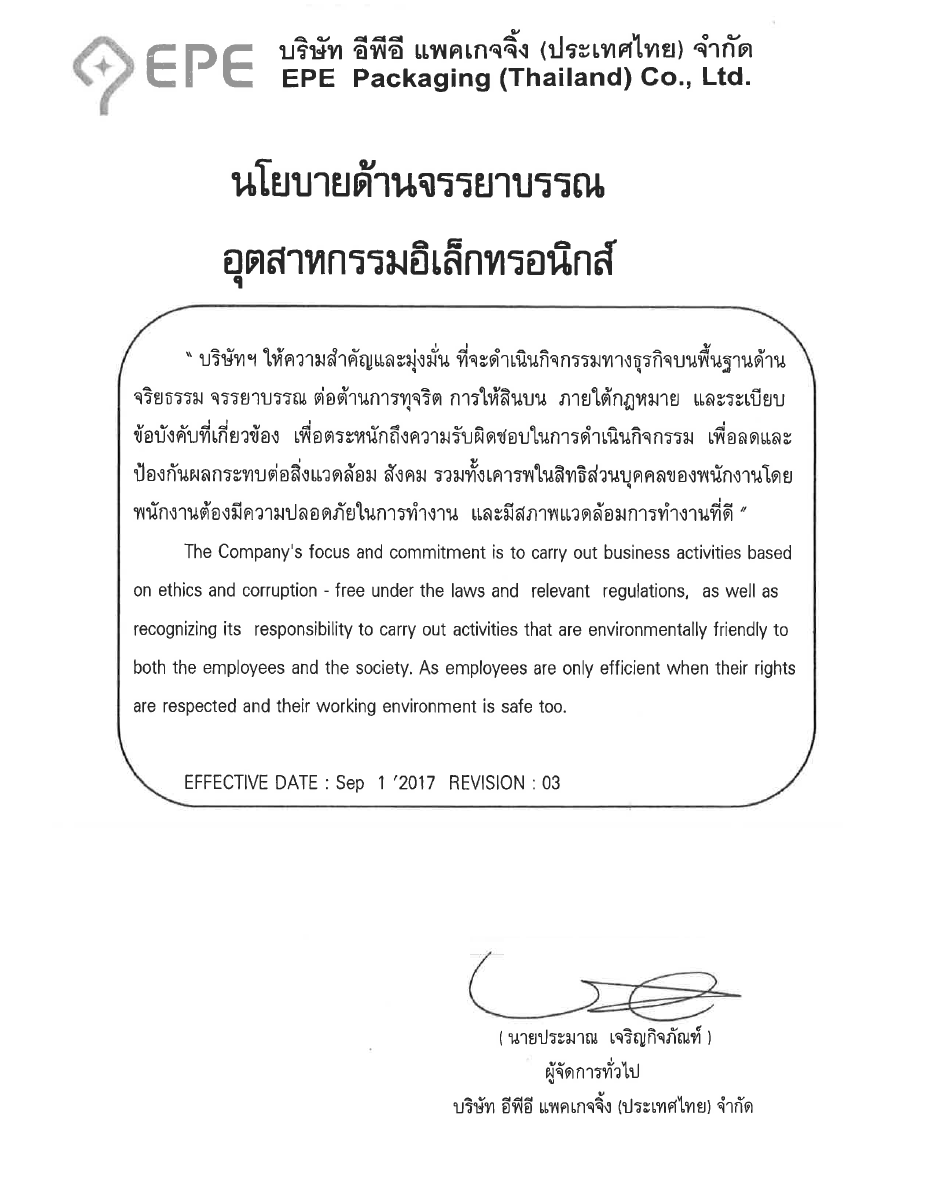 EPE
บริษัท อีพีอี แพคเกจจิ้ง (ประเทศไทย) จำกัด
EPE Packaging (Thailand) Co., Ltd.
นโยบายด้านจรรยาบรรณ
อุตสาหกรรมอิเล็กทรอนิกส์
“ บริษัทฯ ให้ความสำคัญและมุ่งมั่น ที่จะดำเนินกิจกรรมทางธุรกิจบนพื้นฐานด้าน
จริยธรรม จรรยาบรรณ ต่อต้านการทุจริต การให้สินบน ภายใต้กฎหมาย และระเบียบ
ข้อบังคับที่เกี่ยวข้อง เพื่อตระหนักถึงความรับผิดชอบในการดำเนินกิจกรรม เพื่อลดและ
ป้องกันผลกระทบต่อสิ่งแวดล้อม สังคม รวมทั้งเคารพในสิทธิส่วนบุคคลของพนักงานโดย
พนักงานต้องมีความปลอดภัยในการทำงาน และมีสภาพแวดล้อมการทำงานที่ดี ”
The Company's focus and commitment is to carry out business activities based
on ethics and corruption - free under the laws and relevant regulations, as well as
recognizing its responsibility to carry out activities that are environmentally friendly to
both the employees and the society. As employees are only efficient when their rights
are respected and their working environment is safe too.
EFFECTIVE DATE : Sep 1 '2017 REVISION : 03
( นายประมาณ เจริญกิจภัณฑ์ )
ผู้จัดการทั่วไป
บริษัท อีพีอี แพคเกจจิ้ง (ประเทศไทย) จำกัด